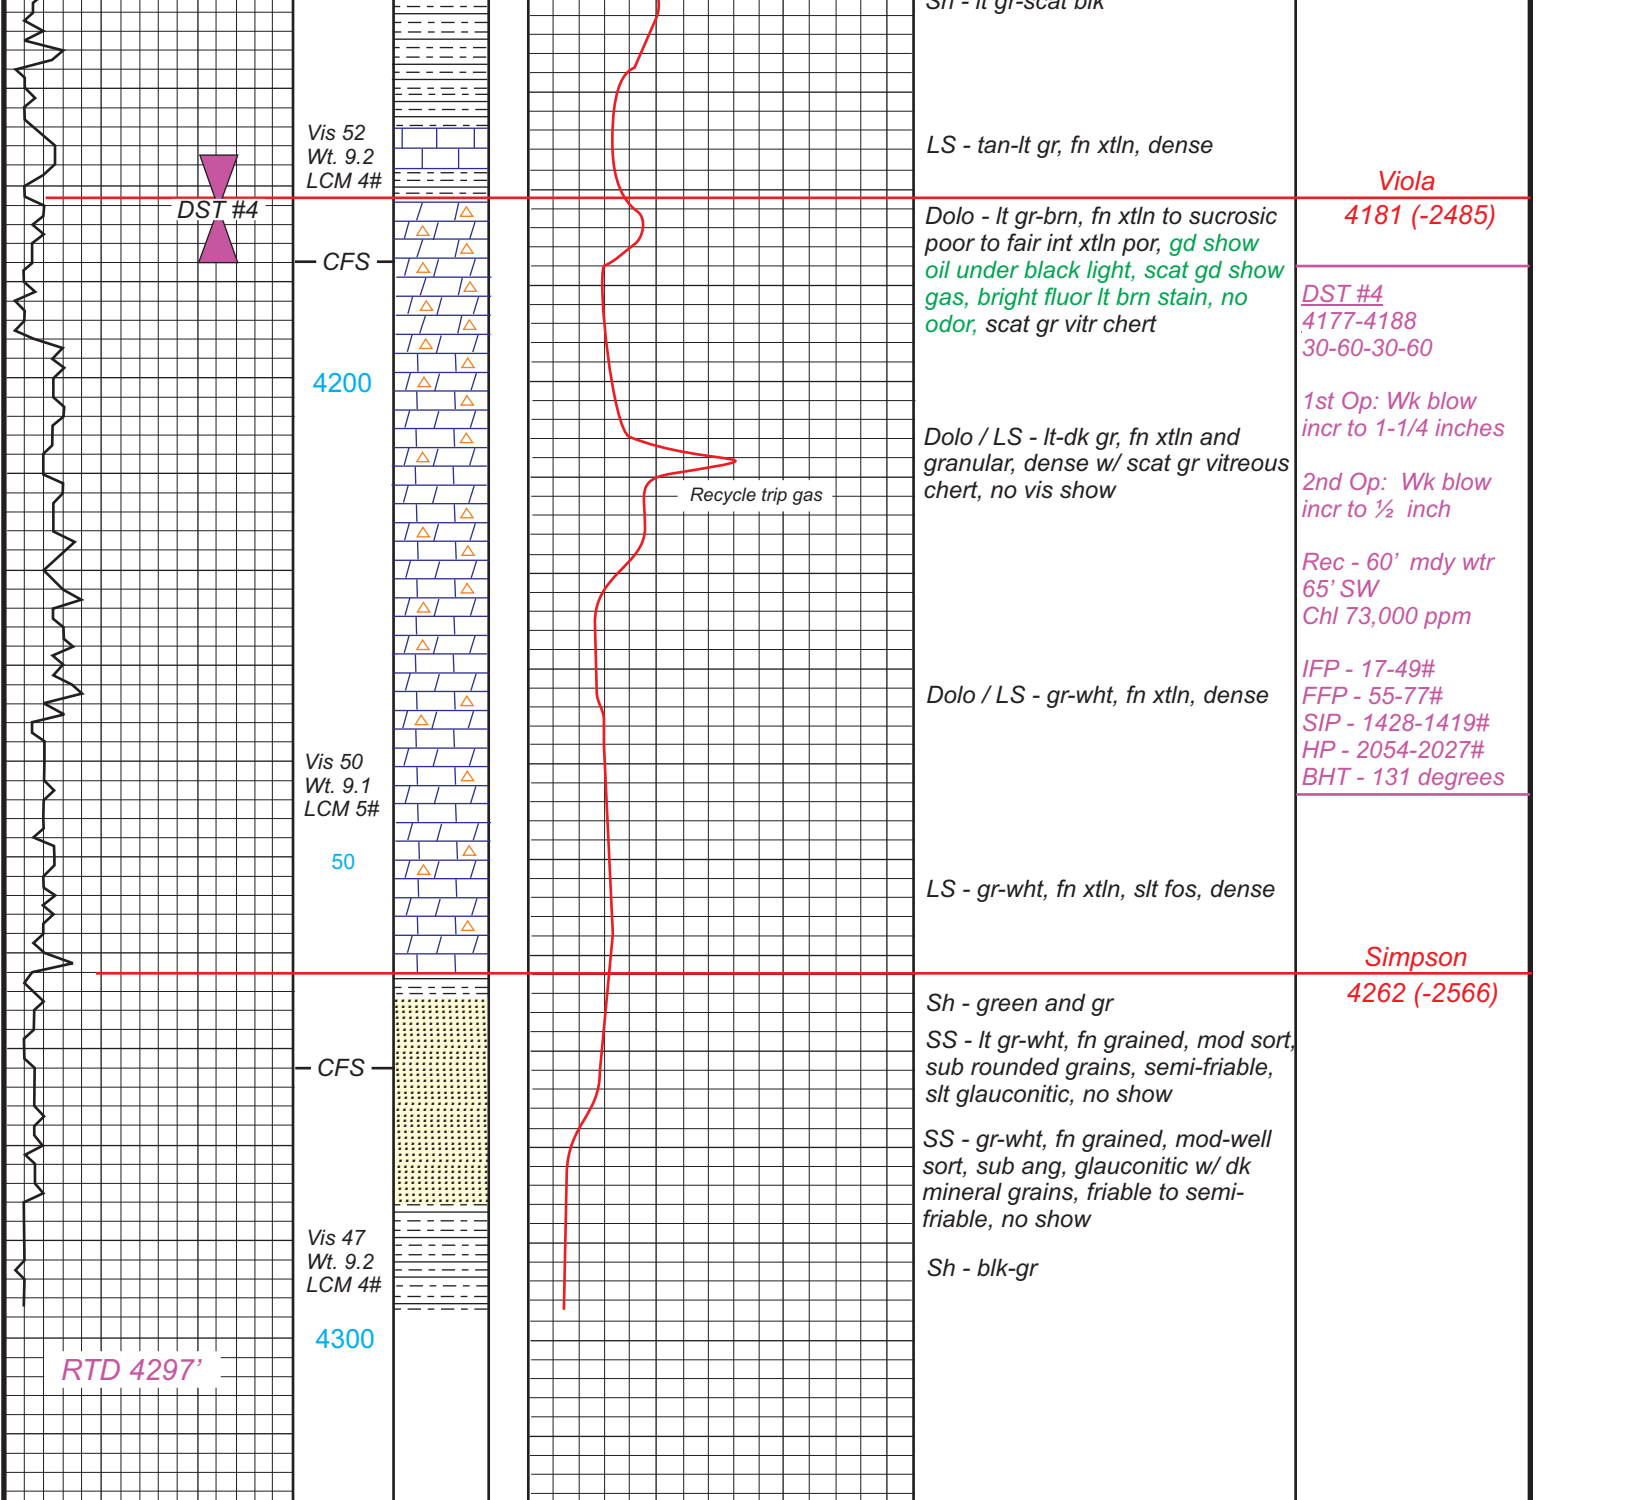 Sh - lt gr-scat blk
Vis 52
Wt. 9.2
LCM 4#
LS - tan-lt gr, fn xtln, dense
Viola
4181 (-2485)
DST #4
CFS
Dolo - lt gr-brn, fn xtln to sucrosic
poor to fair int xtln por, gd show
oil under black light, scat gd show
gas, bright fluor lt brn stain, no
odor, scat gr vitr chert
DST #4
4177-4188
30-60-30-60
1st Op: Wk blow
incr to 1-1/4 inches
2nd Op:  Wk blow
incr to ½  inch
Rec - 60’  mdy wtr
65’ SW
Chl 73,000 ppm
IFP - 17-49#
FFP - 55-77#
SIP - 1428-1419#
HP - 2054-2027#
BHT - 131 degrees
4200
Dolo / LS - lt-dk gr, fn xtln and
granular, dense w/ scat gr vitreous
chert, no vis show
Recycle trip gas
Dolo / LS - gr-wht, fn xtln, dense
Vis 50
Wt. 9.1
LCM 5#
50
LS - gr-wht, fn xtln, slt fos, dense
Simpson
4262 (-2566)
Sh - green and gr
SS - lt gr-wht, fn grained, mod sort,
sub rounded grains, semi-friable,
slt glauconitic, no show
CFS
SS - gr-wht, fn grained, mod-well
sort, sub ang, glauconitic w/ dk
mineral grains, friable to semi-
friable, no show
Vis 47
Wt. 9.2
LCM 4#
Sh - blk-gr
4300
RTD 4297’